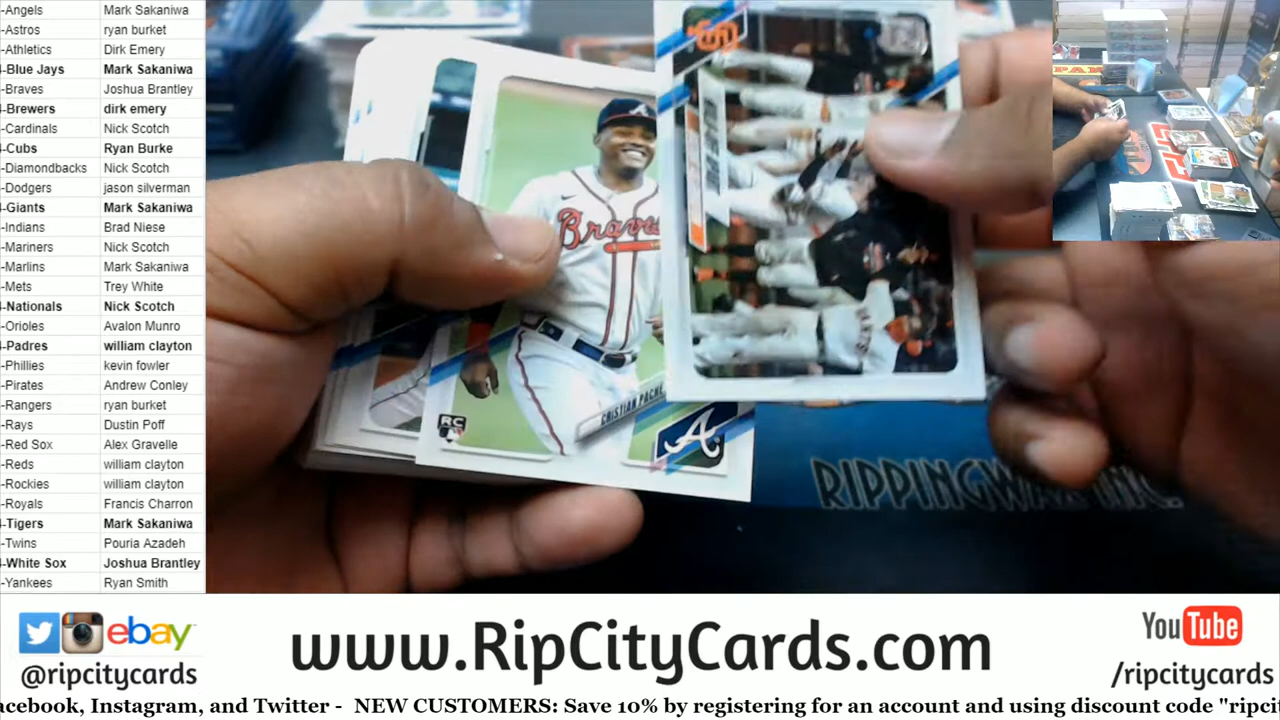 -Angels Mark Sakaniwa
-Astros ryan burket
-Athletics Dirk Emery
-Blue Jays Mark Sakaniwa
-Braves Joshua Brantley
-Brewers dirk emery
-Cardinals Nick Scotch
-Cubs Ryan Burke
-Diamondbacks Nick Scotch
-Dodgers jason silverman
-Giants Mark Sakaniwa
-Indians Brad Niese
-Mariners Nick Scotch
-Marlins Mark Sakaniwa
-Mets Trey White
-Nationals Nick Scotch
-Orioles Avalon Munro
-Padres william clayton
-Phillies kevin fowler
-Pirates Andrew Conley
-Rangers ryan burket
-Rays Dustin Poff
-Red Sox Alex Gravelle
-Reds william clayton
-Rockies william clayton
-Royals Francis Charron
-Tigers Mark Sakaniwa
-Twins Pouria Azadeh
-White Sox Joshua Brantley
-Yankees Ryan Smith
SF
Braves
CRISTIAN PACHE
RC
A
RIPPINGWAX INC.
ebay
@ripcitycards
www.RipCityCards.com
YouTube
/ripcitycards
acebook, Instagram, and Twitter - NEW CUSTOMERS: Save 10% by registering for an account and using discount code "ripci